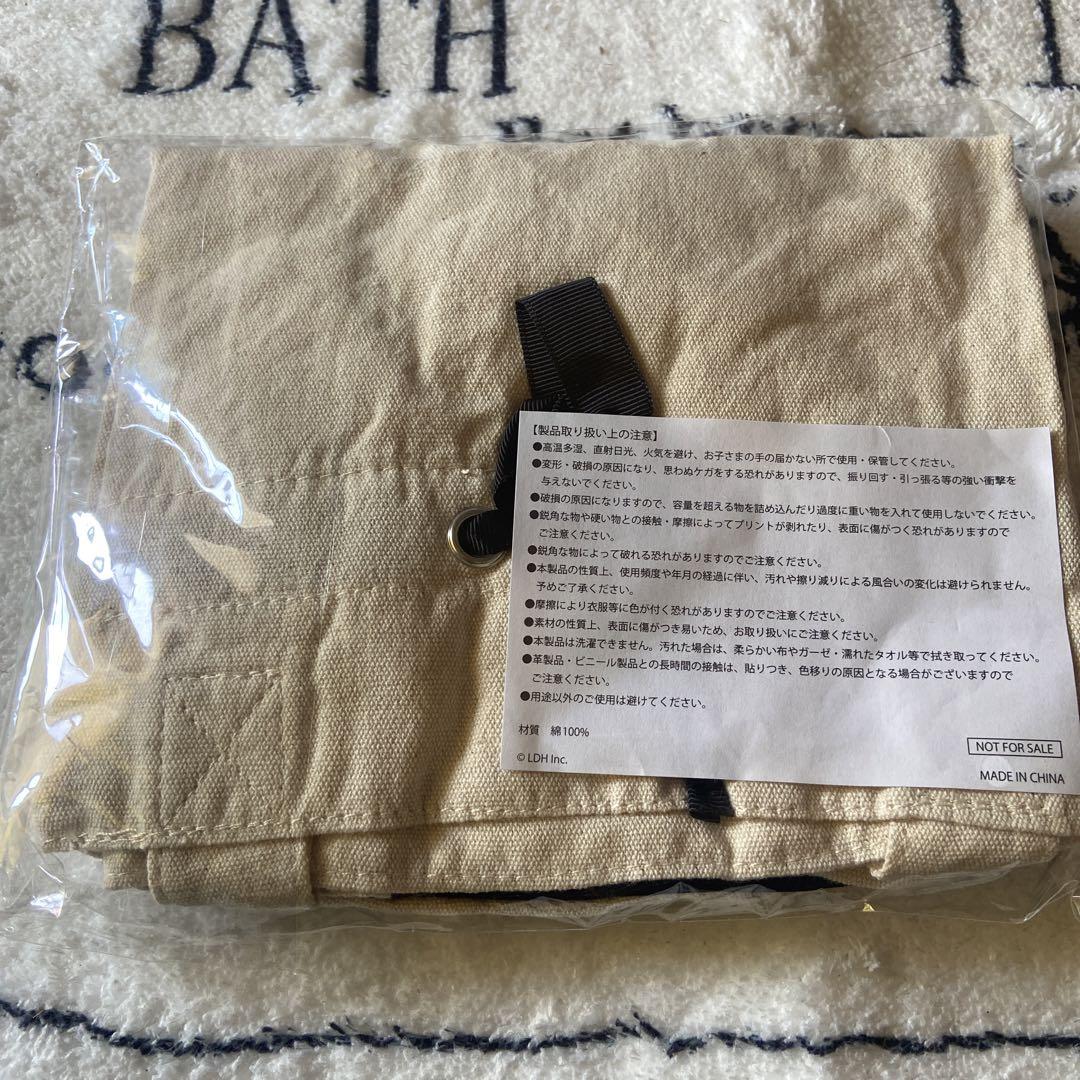 BATH
【製品取り扱い上の注意】
●高温多湿、直射日光、火気を避け、お子さまの手の届かない所で使用・保管してください。
●変形・破損の原因になり、思わぬケガをする恐れがありますので、振り回す・引っ張る等の強い衝撃を
与えないでください。
●破損の原因になりますので、容量を超える物を詰め込んだり過度に重い物を入れて使用しないでください。
●鋭角な物や硬い物との接触・摩擦によってプリントが剥れたり、表面に傷がつく恐れがありますので
ご注意ください。
●鋭角な物によって破れる恐れがありますのでご注意ください。
●本製品の性質上、使用頻度や年月の経過に伴い、汚れや擦り減りによる風合いの変化は避けられません。
予めご了承ください。
●摩擦により衣服等に色が付く恐れがありますのでご注意ください。
●素材の性質上、表面に傷がつき易いため、お取り扱いにご注意ください。
●本製品は洗濯できません。汚れた場合は、柔らかい布やガーゼ・濡れたタオル等で拭き取ってください。
●革製品・ビニール製品との長時間の接触は、貼りつき、色移りの原因となる場合がございますので
ご注意ください。
●用途以外のご使用は避けてください。
材質 綿100%
NOT FOR SALE
© LDH Inc.
MADE IN CHINA